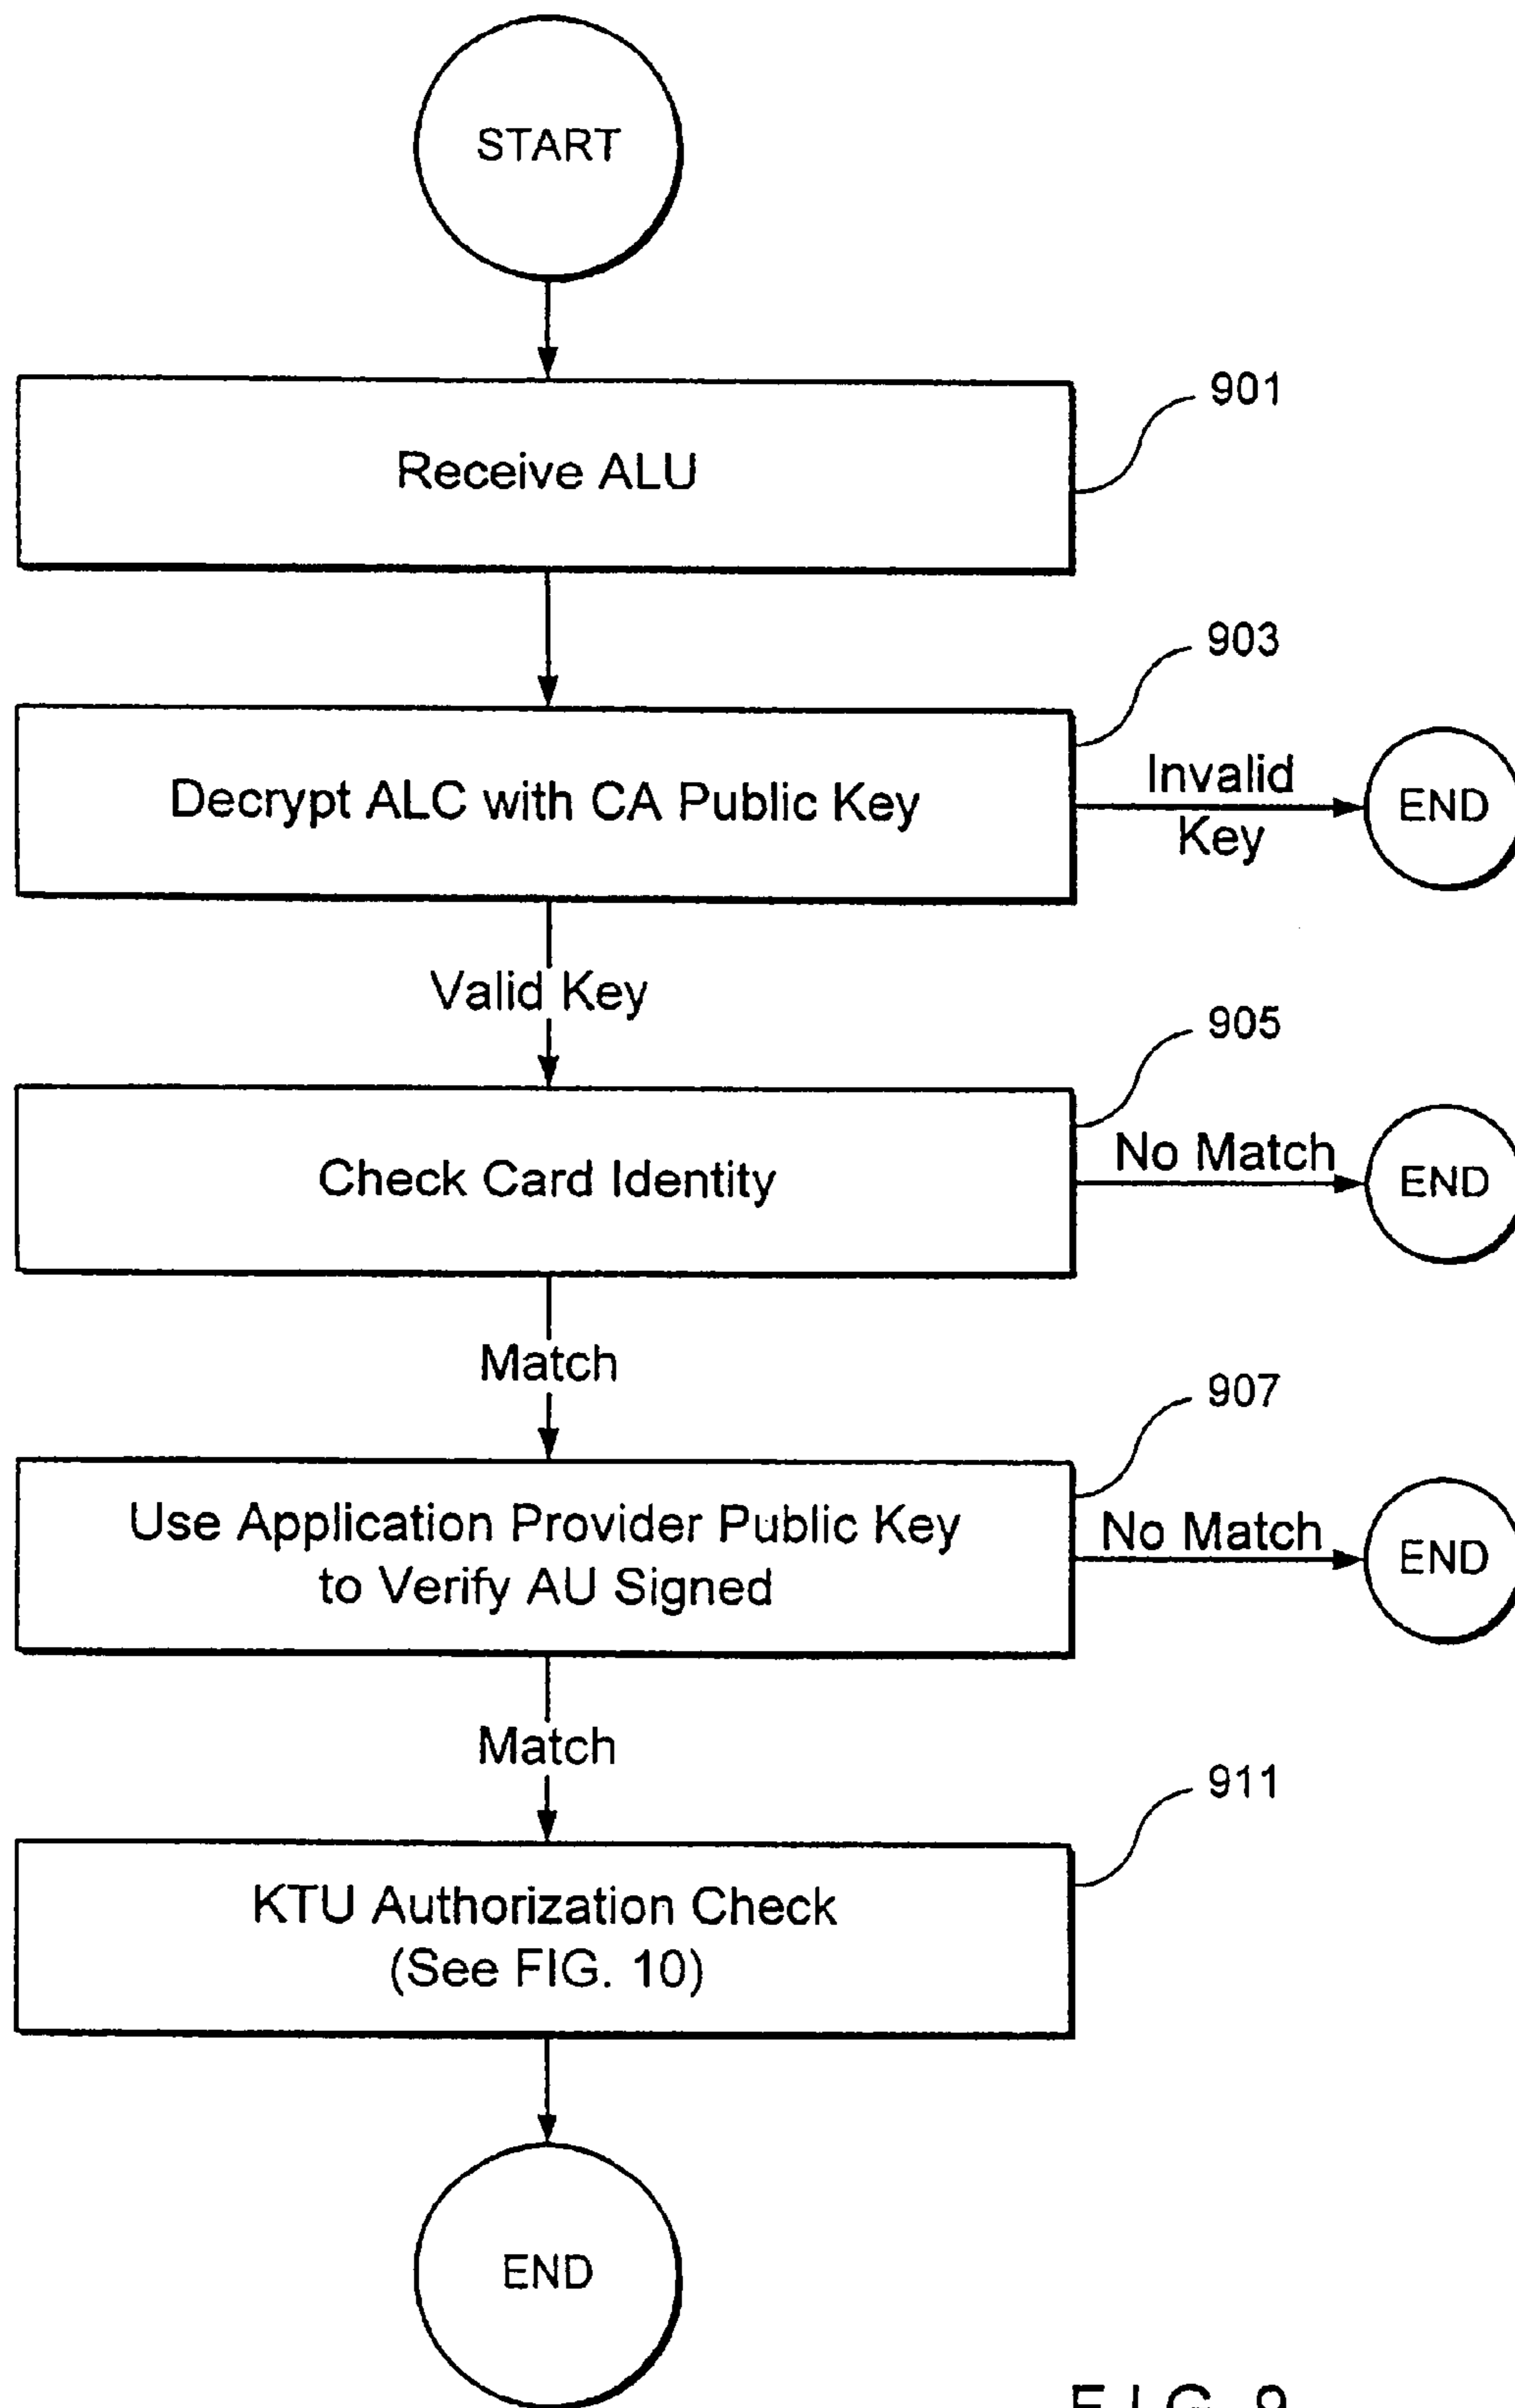 START
901
Receive ALU
903
Decrypt ALC with CA Public Key
Invalid
Key
END
Valid Key
905
Check Card Identity
No Match
END
Match
907
Use Application Provider Public Key
to Verify AU Signed
No Match
END
Match
911
KTU Authorization Check
(See FIG. 10)
END
FIG. 9